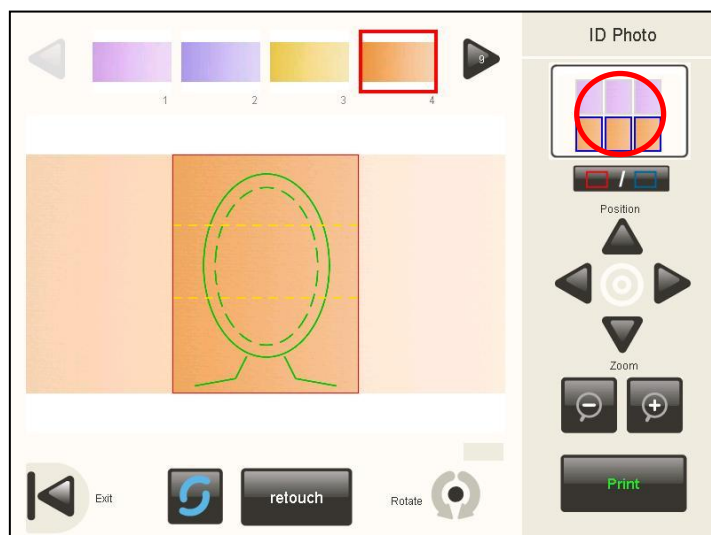 ID Photo
9
1 2 3 4
/
Position
Zoom
Exit
retouch
Rotate
Print